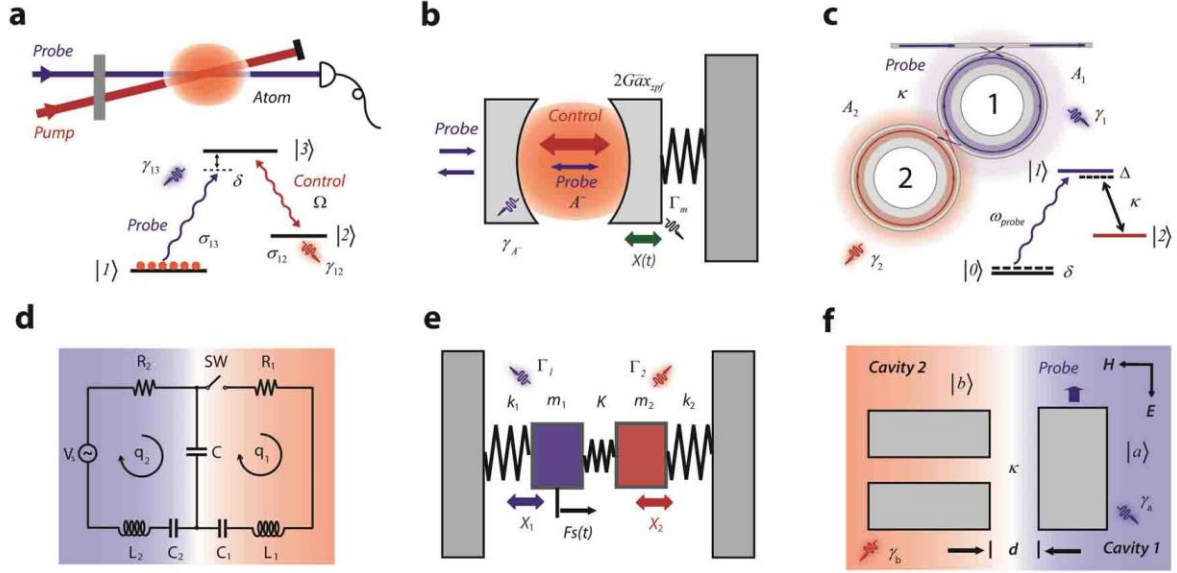 a
Probe
Pump
Atom
γ13
δ
|3⟩
Control
Ω
Probe
σ13
|2⟩
σ12
γ12
|1⟩
b
2Gāxzpf
Probe
Control
Probe
A⁻
Γm
γA⁻
X(t)
c
Probe
κ
A1
A2
1
γ1
2
|1⟩
Δ
ωprobe
κ
|2⟩
γ2
|0⟩
δ
d
R2
SW
R1
Vs
~
q2
C
q1
L2
C2
C1
L1
e
Γ1
Γ2
k1
m1
K
m2
k2
X1
X2
Fs(t)
f
Cavity 2
|b⟩
Probe
H
E
κ
|a⟩
γa
γb
d
Cavity 1